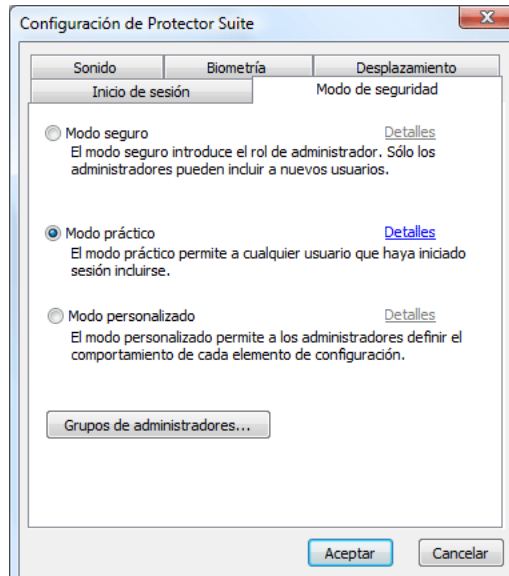 Configuración de Protector Suite
Sonido
Biometría
Desplazamiento
Inicio de sesión
Modo de seguridad
Modo seguro
Detalles
El modo seguro introduce el rol de administrador. Sólo los
administradores pueden incluir a nuevos usuarios.
Modo práctico
Detalles
El modo práctico permite a cualquier usuario que haya iniciado
sesión incluirse.
Modo personalizado
Detalles
El modo personalizado permite a los administradores definir el
comportamiento de cada elemento de configuración.
Grupos de administradores...
Aceptar
Cancelar